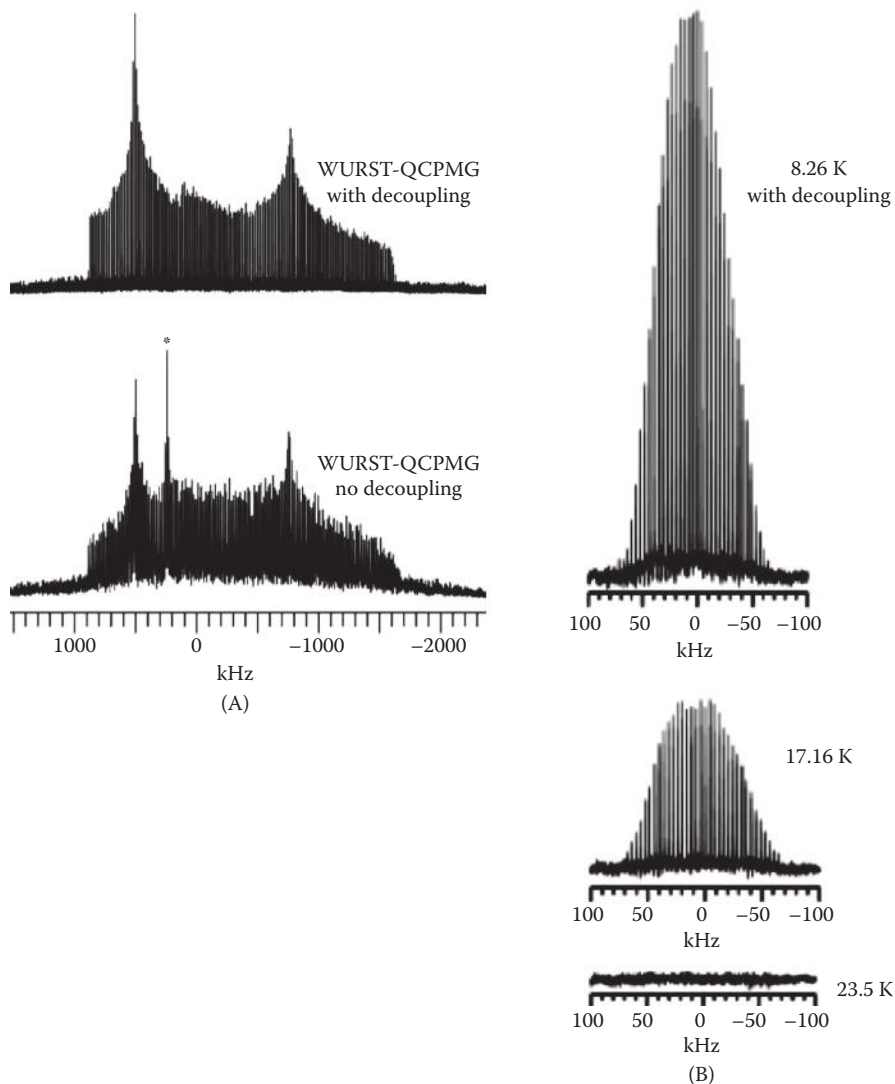 WURST-QCPMG
with decoupling
*
WURST-QCPMG
no decoupling
1000 0 −1000 −2000
kHz
(A)
8.26 K
with decoupling
100 50 0 −50 −100
kHz
17.16 K
100 50 0 −50 −100
kHz
23.5 K
100 50 0 −50 −100
kHz
(B)